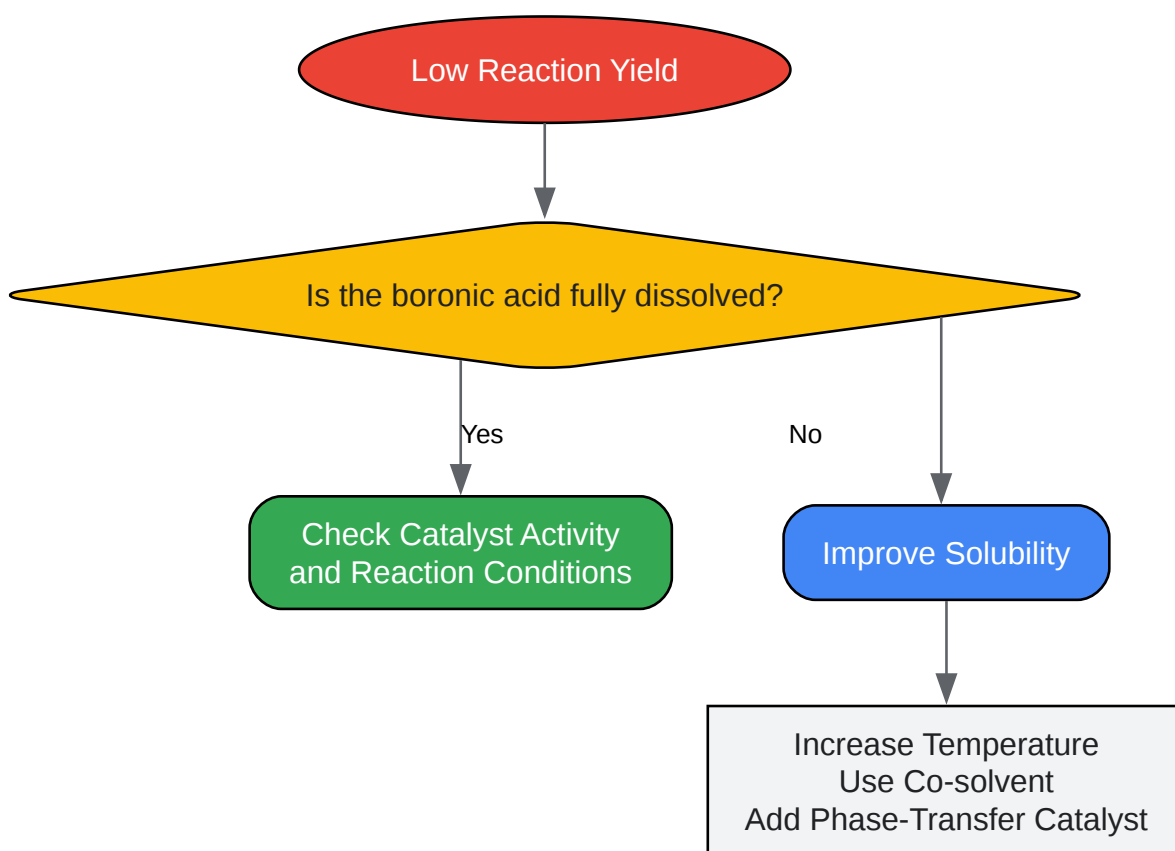 Low Reaction Yield
Is the boronic acid fully dissolved?
Yes
No
Check Catalyst Activity
and Reaction Conditions
Improve Solubility
Increase Temperature
Use Co-solvent
Add Phase-Transfer Catalyst